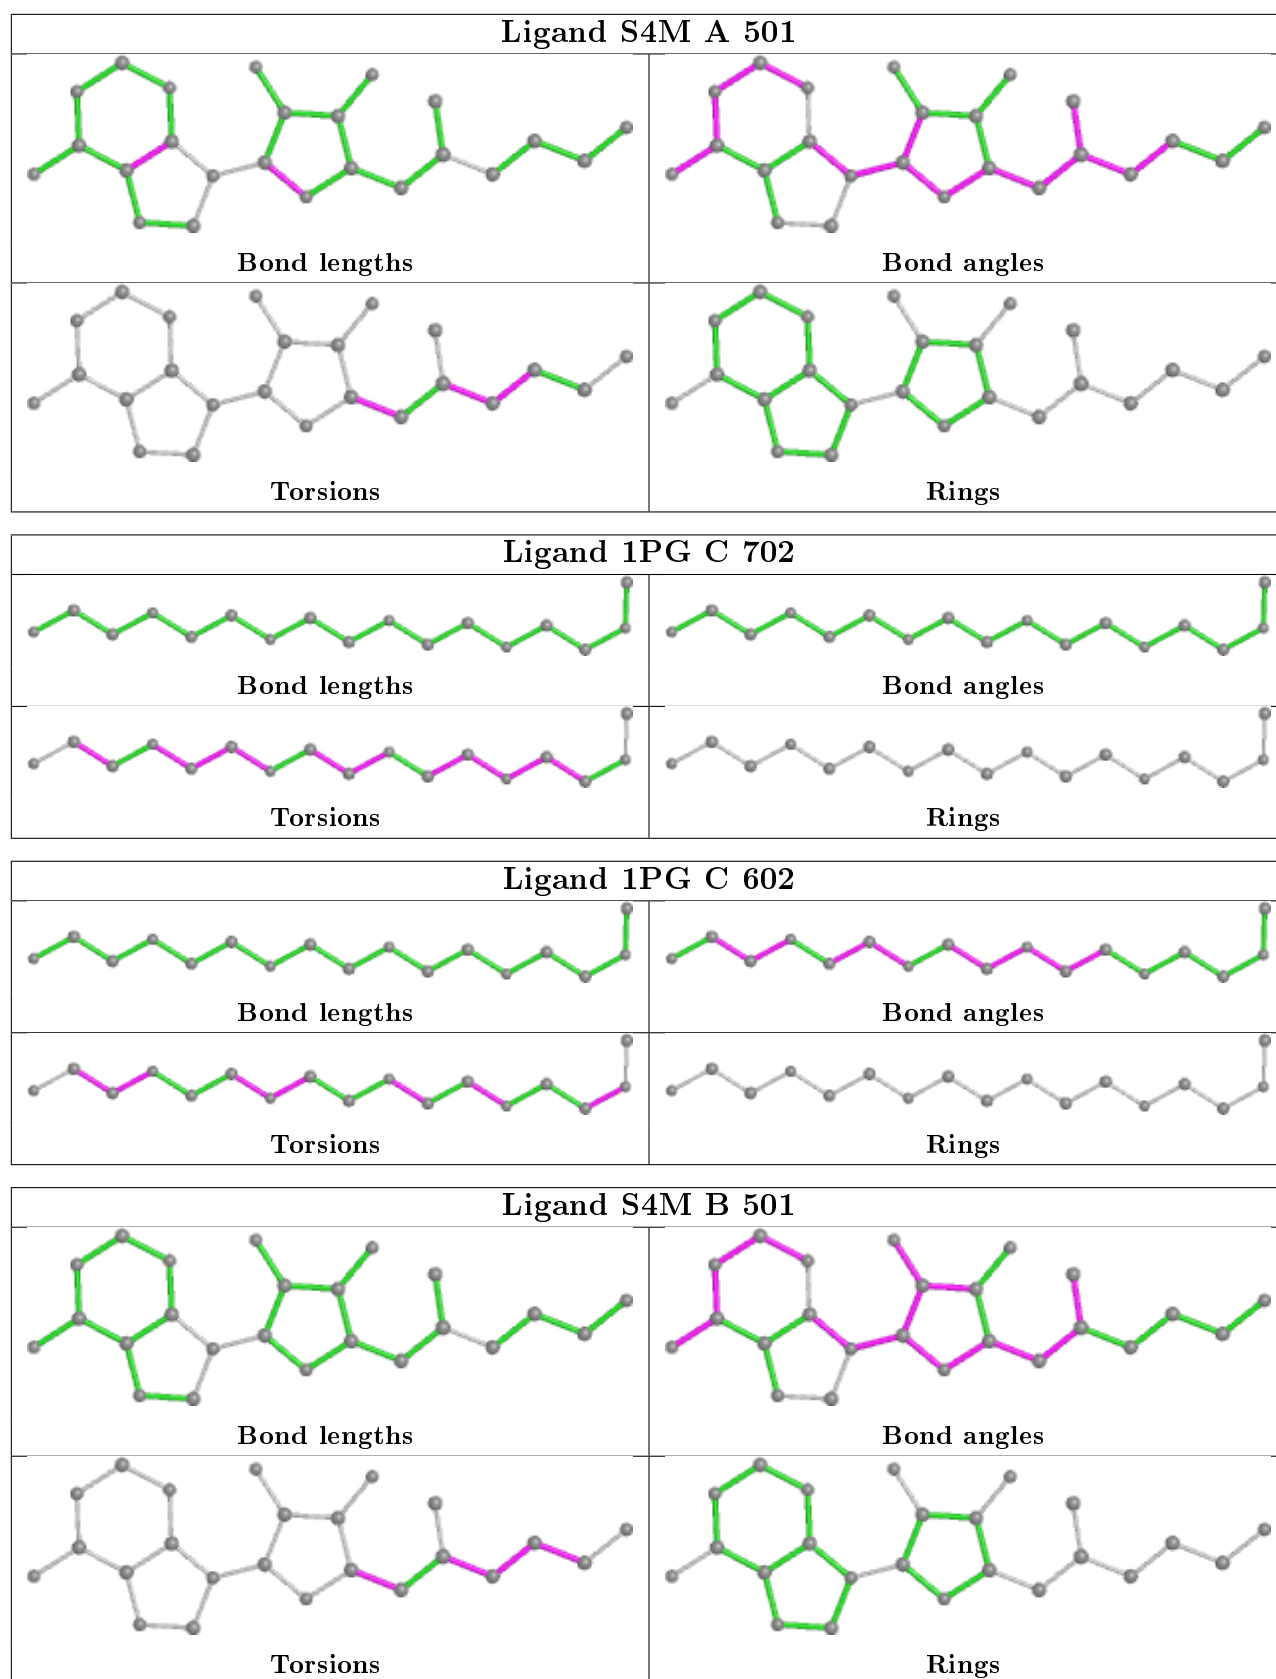 Ligand S4M A 501
Bond lengths
Bond angles
Torsions
Rings
Ligand 1PG C 702
Bond lengths
Bond angles
Torsions
Rings
Ligand 1PG C 602
Bond lengths
Bond angles
Torsions
Rings
Ligand S4M B 501
Bond lengths
Bond angles
Torsions
Rings